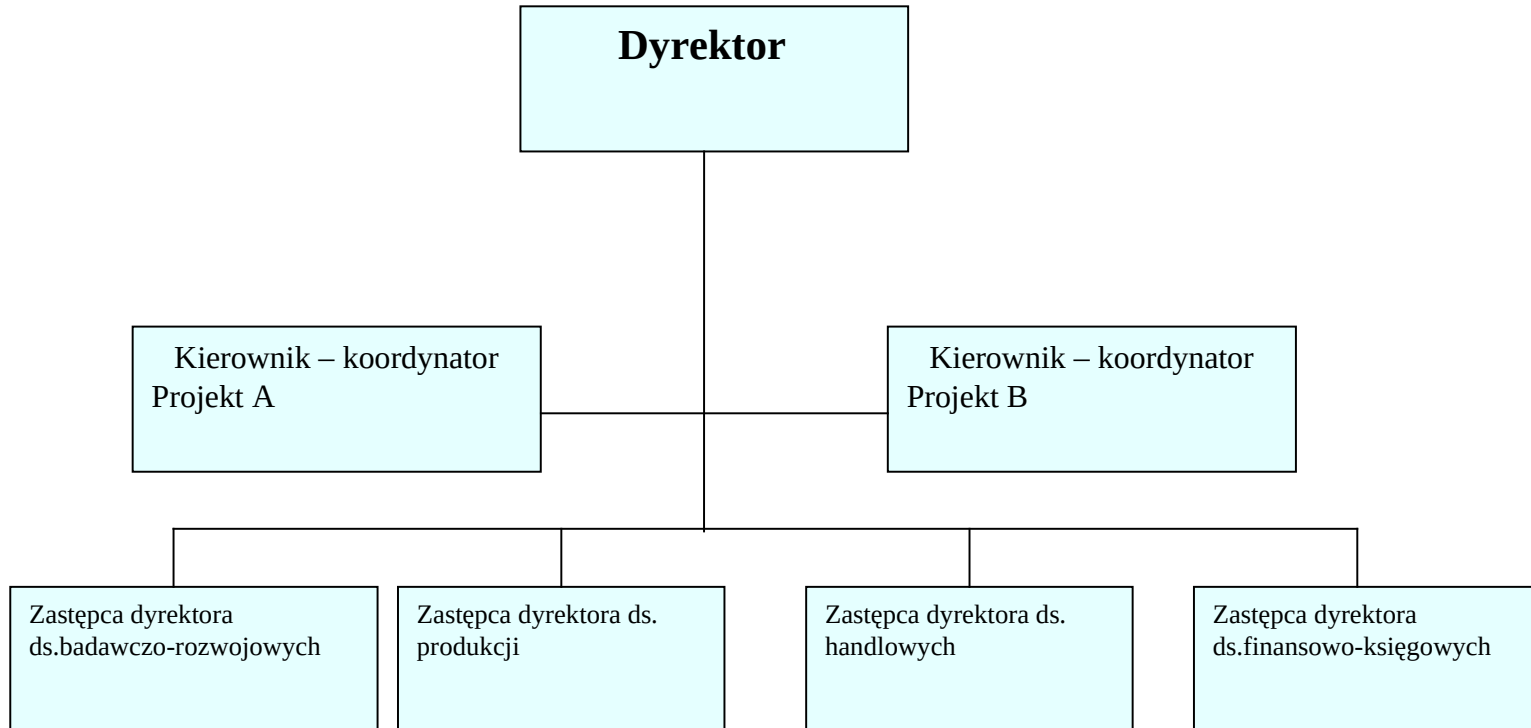 Dyrektor
Kierownik – koordynator
Projekt A
Kierownik – koordynator
Projekt B
Zastępca dyrektora
ds.badawczo-rozwojowych
Zastępca dyrektora ds.
produkcji
Zastępca dyrektora ds.
handlowych
Zastępca dyrektora
ds.finansowo-księgowych